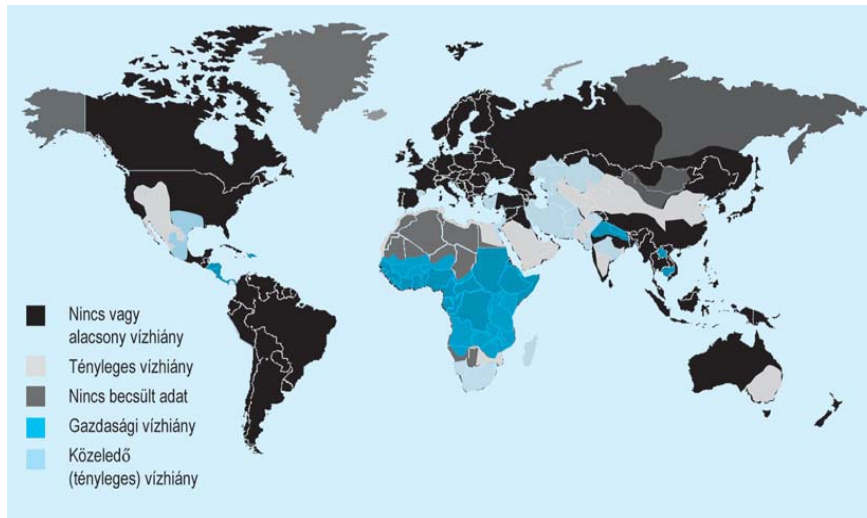 Nincs vagy
alacsony vízhiány
Tényleges vízhiány
Nincs becsült adat
Gazdasági vízhiány
Közeledő
(tényleges) vízhiány